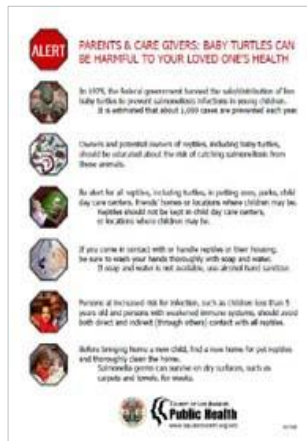 ALERT
PARENTS & CARE GIVERS: BABY TURTLES CAN
BE HARMFUL TO YOUR LOVED ONE'S HEALTH
In 1975, the federal government banned the sale/distribution of live
baby turtles to prevent salmonellosis infections in young children.
It is estimated that about 1,000 cases are prevented each year.
Owners and potential owners of reptiles, including baby turtles,
should be educated about the risk of catching salmonellosis from
these animals.
Be alert for all reptiles, including turtles, in petting zoos, parks, child
day care centers, friends' homes or locations where children may be.
Reptiles should not be kept in child day care centers,
or locations where children may be.
If you come in contact with or handle reptiles or their housing,
be sure to wash your hands thoroughly with soap and water.
If soap and water is not available, use alcohol hand sanitizer.
Persons at increased risk for infection, such as children less than 5
years old and persons with weakened immune systems, should avoid
both direct and indirect (through others) contact with all reptiles.
Before bringing home a new child, find a new home for pet reptiles
and thoroughly clean the home.
Salmonella germs can survive on dry surfaces, such as
carpets and towels, for weeks.
County of Los Angeles
Public Health